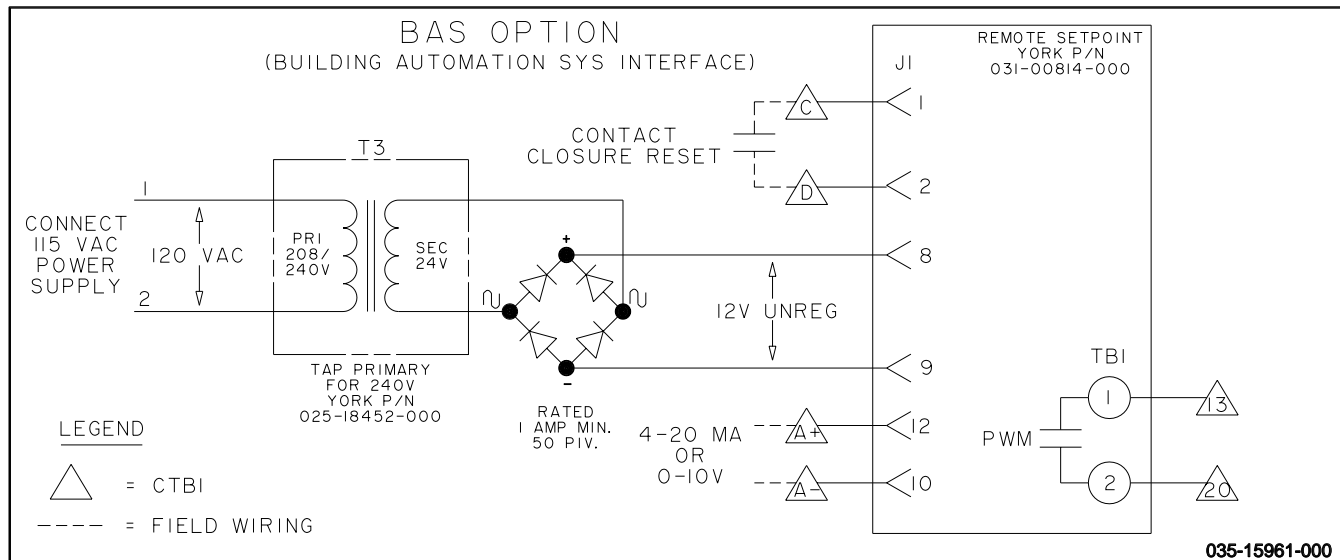 BAS OPTION
(BUILDING AUTOMATION SYS INTERFACE)
REMOTE SETPOINT
YORK P/N
031-00814-000
J1
C
1
CONTACT
CLOSURE RESET
D
2
T3
1
CONNECT
115 VAC
POWER
SUPPLY
120 VAC
2
PRI
208/
240V
SEC
24V
+
-
8
12V UNREG
9
TAP PRIMARY
FOR 240V
YORK P/N
025-18452-000
RATED
1 AMP MIN.
50 PIV.
4-20 MA
OR
0-10V
A+
12
A-
10
TB1
1
13
PWM
2
20
LEGEND
= CTB1
= FIELD WIRING
035-15961-000